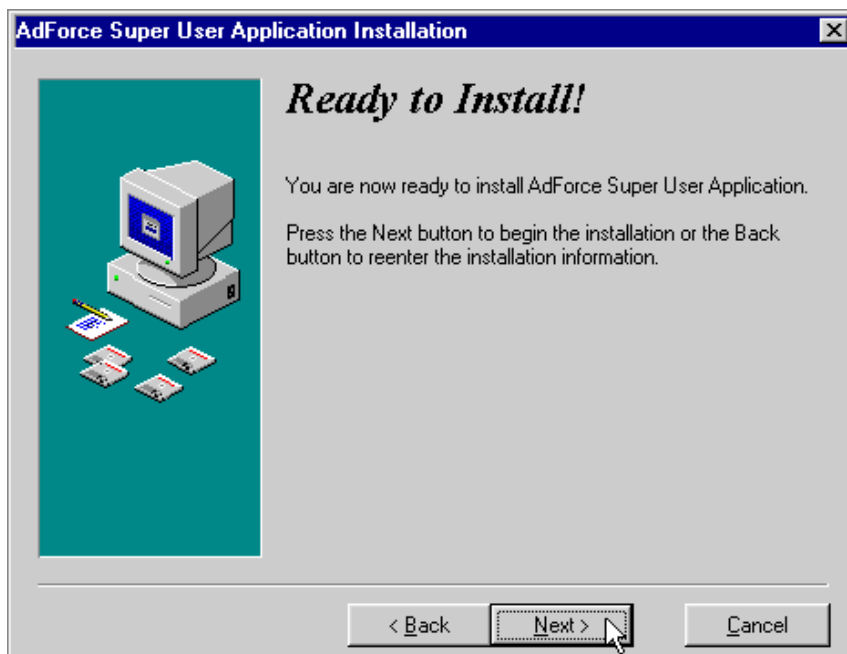 AdForce Super User Application Installation
Ready to Install!
You are now ready to install AdForce Super User Application.
Press the Next button to begin the installation or the Back
button to reenter the installation information.
< Back Next > Cancel